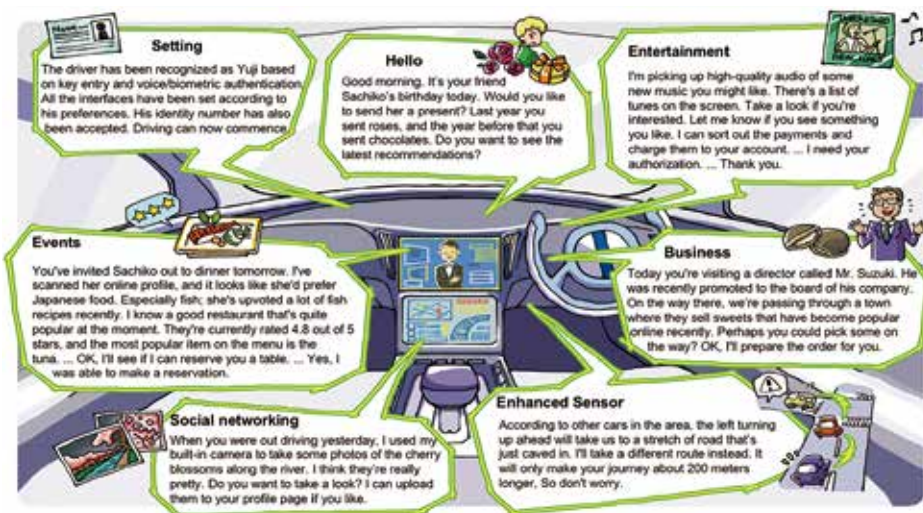 Setting
The driver has been recognized as Yuji based
on key entry and voice/biometric authentication.
All the interfaces have been set according to
his preferences. His identity number has also
been accepted. Driving can now commence.
Hello
Good morning. It's your friend
Sachiko's birthday today. Would you like
to send her a present? Last year you
sent roses, and the year before that you
sent chocolates. Do you want to see the
latest recommendations?
Entertainment
I'm picking up high-quality audio of some
new music you might like. There's a list of
tunes on the screen. Take a look if you're
interested. Let me know if you see something
you like. I can sort out the payments and
charge them to your account. ... I need your
authorization. ... Thank you.
Events
You've invited Sachiko out to dinner tomorrow. I've
scanned her online profile, and it looks like she'd prefer
Japanese food. Especially fish; she's upvoted a lot of fish
recipes recently. I know a good restaurant that's quite
popular at the moment. They're currently rated 4.8 out of 5
stars, and the most popular item on the menu is the
tuna. ... OK, I'll see if I can reserve you a table. ... Yes, I
was able to make a reservation.
Business
Today you're visiting a director called Mr. Suzuki. He
was recently promoted to the board of his company.
On the way there, we're passing through a town
where they sell sweets that have become popular
online recently. Perhaps you could pick some on
the way? OK, I'll prepare the order for you.
Social networking
When you were out driving yesterday, I used my
built-in camera to take some photos of the cherry
blossoms along the river. I think they're really
pretty. Do you want to take a look? I can upload
them to your profile page if you like.
Enhanced Sensor
According to other cars in the area, the left turning
up ahead will take us to a stretch of road that's
just caved in. I'll take a different route instead. It
will only make your journey about 200 meters
longer, So don't worry.